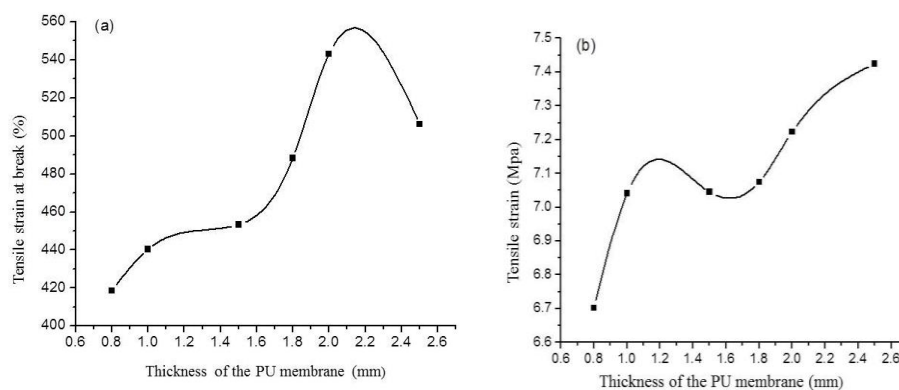 (a)
Tensile strain at break (%)
560
540
520
500
480
460
440
420
400
0.6 0.8 1.0 1.2 1.4 1.6 1.8 2.0 2.2 2.4 2.6
Thickness of the PU membrane (mm)
(b)
Tensile strain (Mpa)
7.5
7.4
7.3
7.2
7.1
7.0
6.9
6.8
6.7
6.6
0.6 0.8 1.0 1.2 1.4 1.6 1.8 2.0 2.2 2.4 2.6
Thickness of the PU membrane (mm)